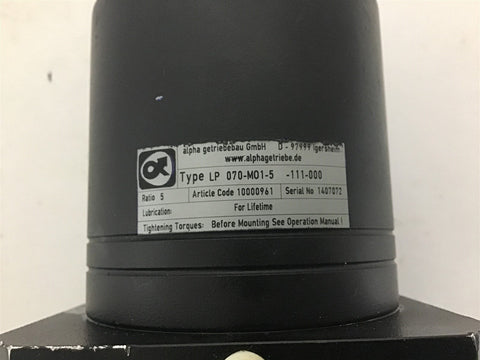 alpha getriebebau GmbH D - 97999 Igersheim
www.alphagetriebe.de
Type LP 070-MO1-5 -111-000
Ratio 5 Article Code 10000961 Serial No 1407072
Lubrication: For Lifetime
Tightening Torques: Before Mounting See Operation Manual !